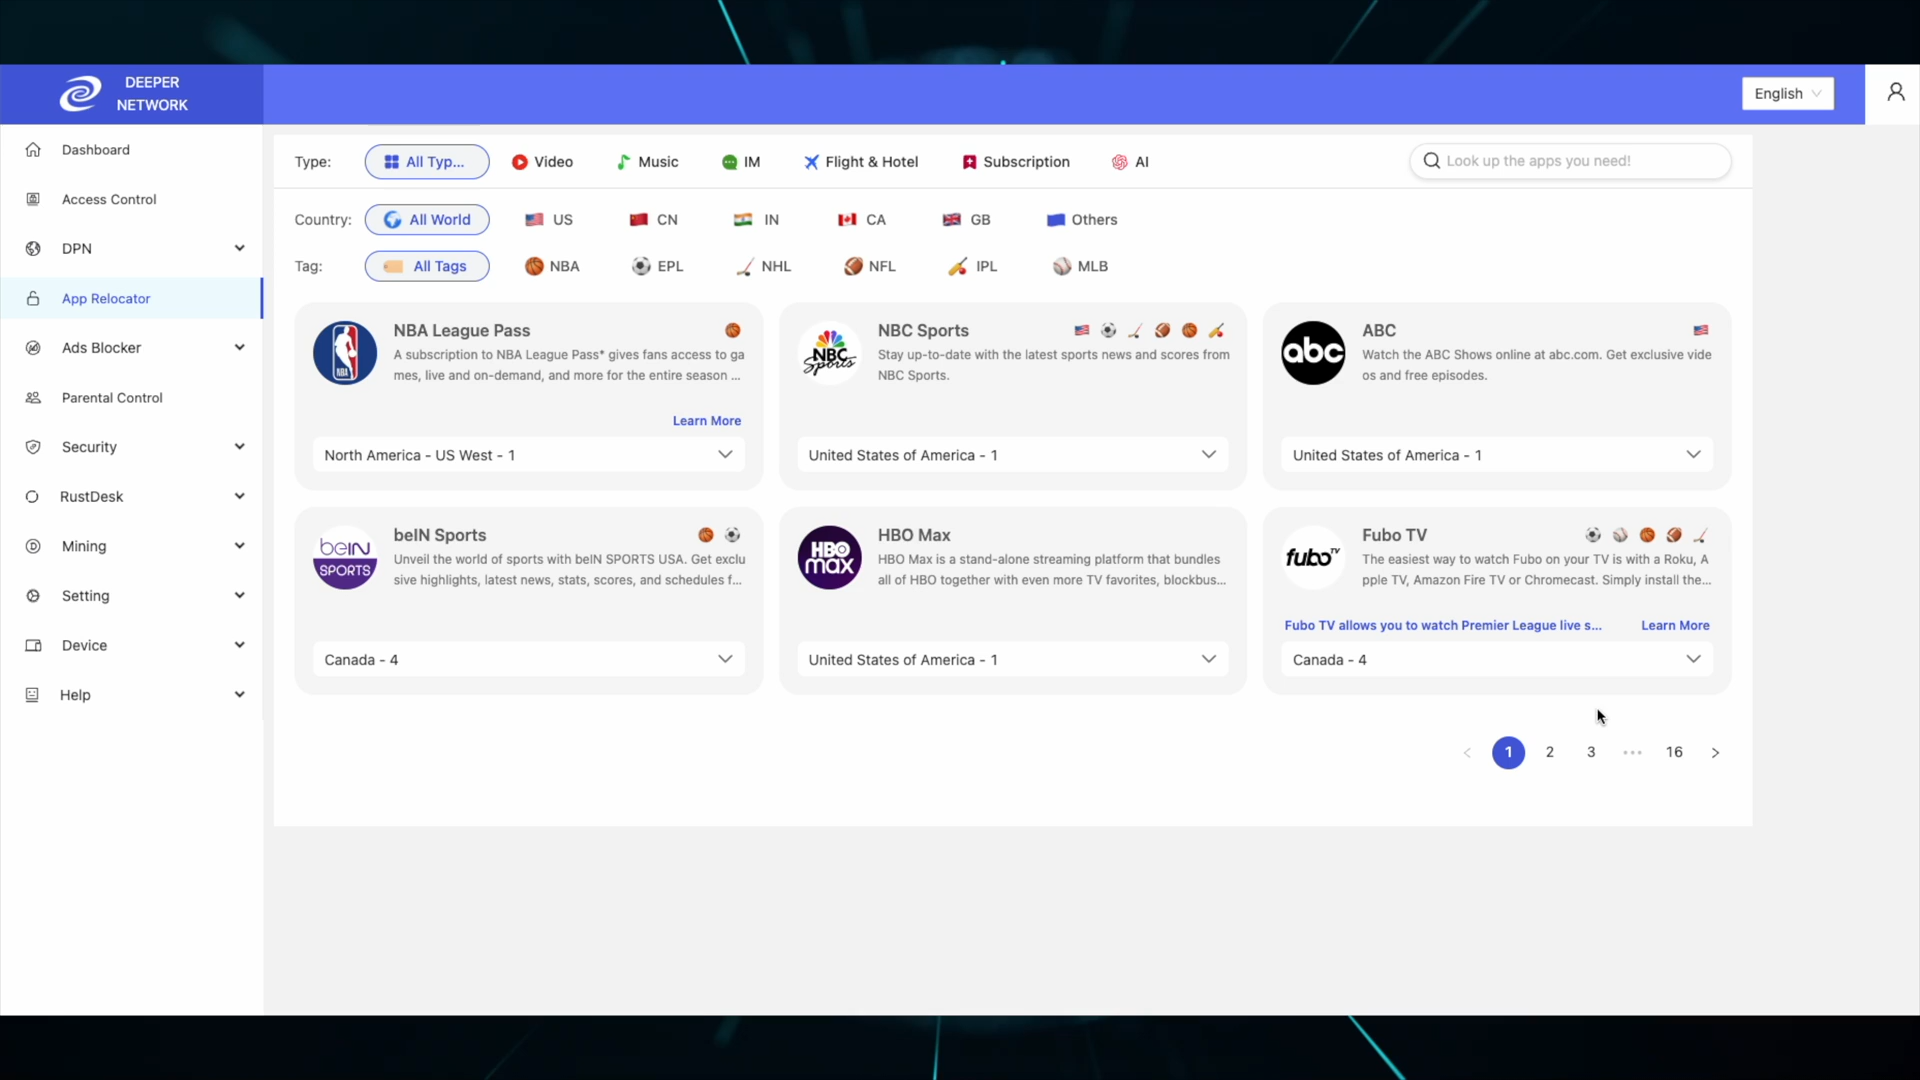 DEEPER
NETWORK
English
Dashboard
Access Control
DPN
App Relocator
Ads Blocker
Parental Control
Security
RustDesk
Mining
Setting
Device
Help
Type: All Typ... Video Music IM Flight & Hotel Subscription AI Look up the apps you need!
Country: All World US CN IN CA GB Others
Tag: All Tags NBA EPL NHL NFL IPL MLB
NBA
NBA League Pass
A subscription to NBA League Pass* gives fans access to ga
mes, live and on-demand, and more for the entire season ...
Learn More
North America - US West - 1
NBC
Sports
NBC Sports
Stay up-to-date with the latest sports news and scores from
NBC Sports.
United States of America - 1
abc
ABC
Watch the ABC Shows online at abc.com. Get exclusive vide
os and free episodes.
United States of America - 1
beIN
SPORTS
beIN Sports
Unveil the world of sports with beIN SPORTS USA. Get exclu
sive highlights, latest news, stats, scores, and schedules f...
Canada - 4
HBO
max
HBO Max
HBO Max is a stand-alone streaming platform that bundles
all of HBO together with even more TV favorites, blockbus...
United States of America - 1
fuboTV
Fubo TV
The easiest way to watch Fubo on your TV is with a Roku, A
pple TV, Amazon Fire TV or Chromecast. Simply install the...
Fubo TV allows you to watch Premier League live s... Learn More
Canada - 4
< 1 2 3 ••• 16 >